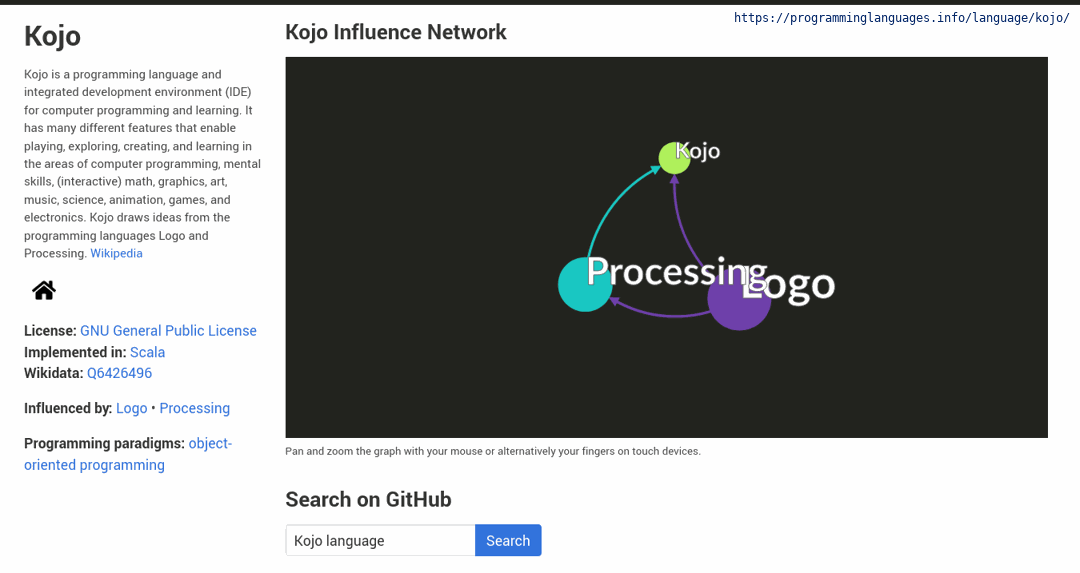 https://programminglanguages.info/language/kojo/
Kojo
Kojo is a programming language and
integrated development environment (IDE)
for computer programming and learning. It
has many different features that enable
playing, exploring, creating, and learning in
the areas of computer programming, mental
skills, (interactive) math, graphics, art,
music, science, animation, games, and
electronics. Kojo draws ideas from the
programming languages Logo and
Processing. Wikipedia
License: GNU General Public License
Implemented in: Scala
Wikidata: Q6426496
Influenced by: Logo • Processing
Programming paradigms: object-
oriented programming
Kojo Influence Network
Kojo
Processing
Logo
Pan and zoom the graph with your mouse or alternatively your fingers on touch devices.
Search on GitHub
Kojo language
Search